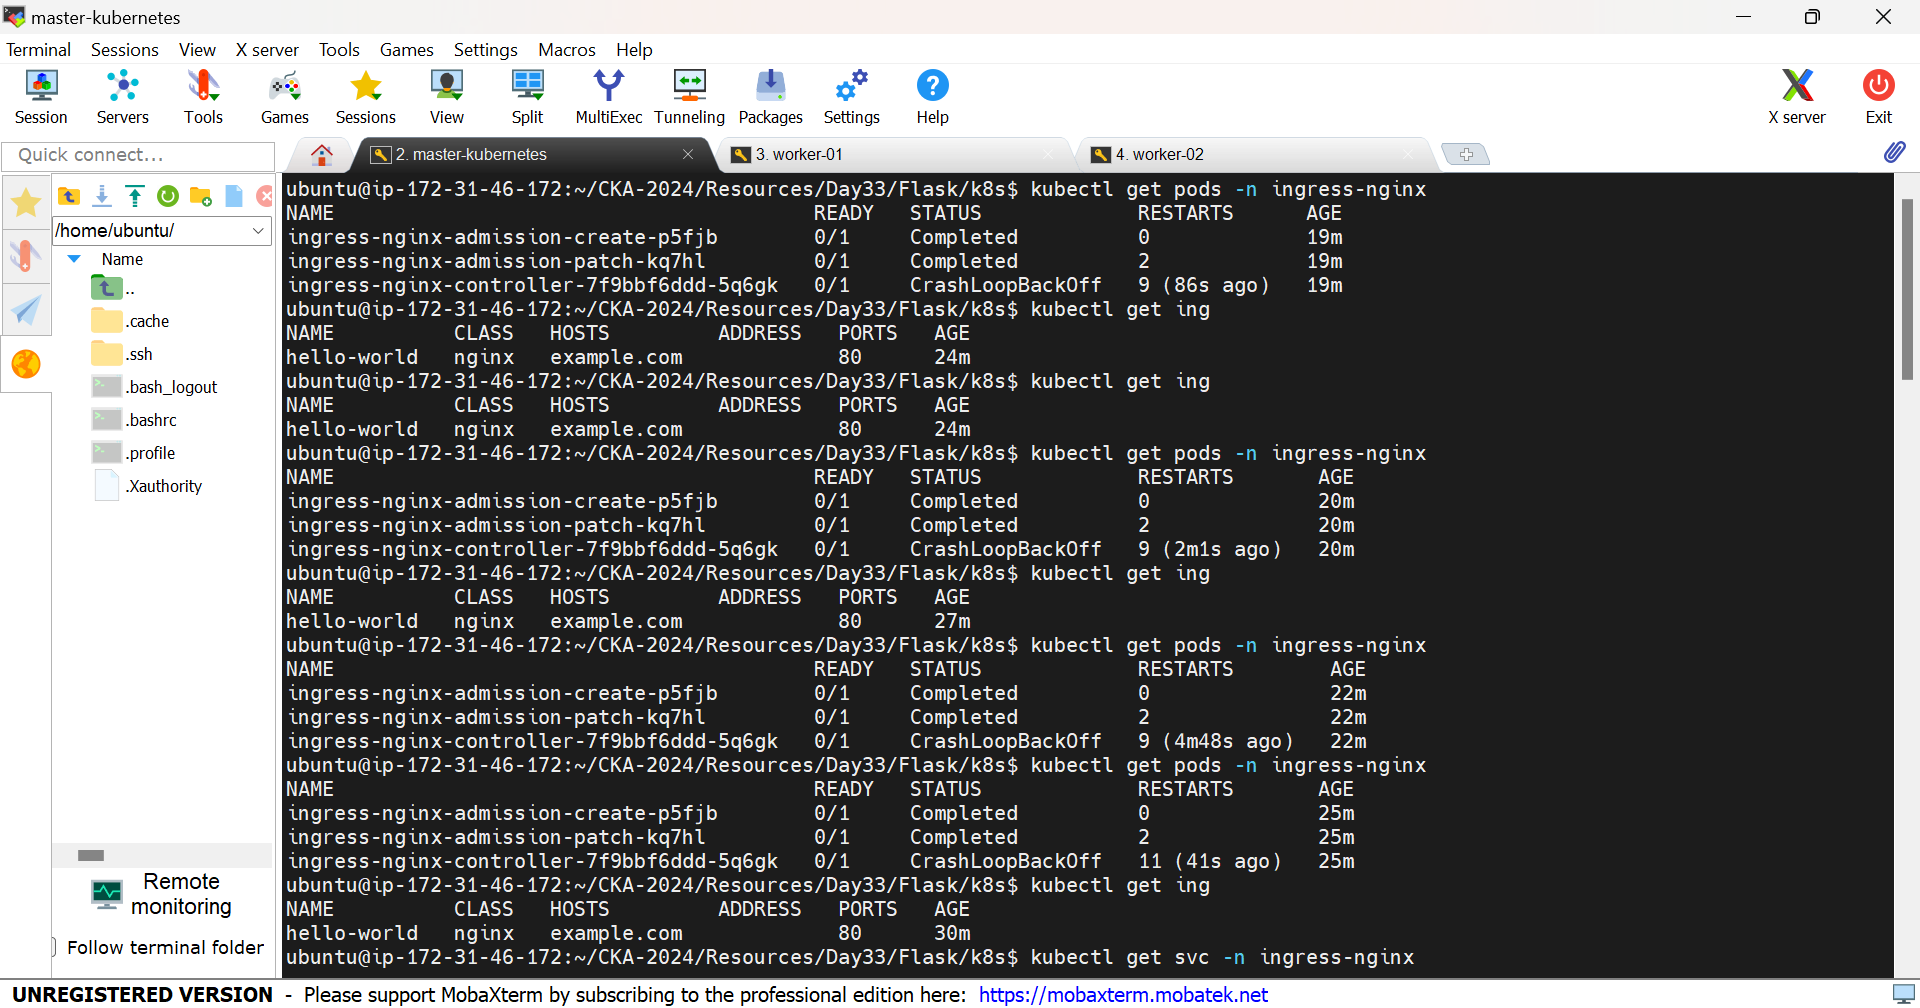 master-kubernetes
Terminal Sessions View X server Tools Games Settings Macros Help
Session Servers Tools Games Sessions View Split MultiExec Tunneling Packages Settings Help X server Exit
Quick connect...
2. master-kubernetes
3. worker-01
4. worker-02
/home/ubuntu/
Name
..
.cache
.ssh
.bash_logout
.bashrc
.profile
.Xauthority
Remote
monitoring
Follow terminal folder
ubuntu@ip-172-31-46-172:~/CKA-2024/Resources/Day33/Flask/k8s$ kubectl get pods -n ingress-nginx
NAME READY STATUS RESTARTS AGE
ingress-nginx-admission-create-p5fjb 0/1 Completed 0 19m
ingress-nginx-admission-patch-kq7hl 0/1 Completed 2 19m
ingress-nginx-controller-7f9bbf6ddd-5q6gk 0/1 CrashLoopBackOff 9 (86s ago) 19m
ubuntu@ip-172-31-46-172:~/CKA-2024/Resources/Day33/Flask/k8s$ kubectl get ing
NAME CLASS HOSTS ADDRESS PORTS AGE
hello-world nginx example.com 80 24m
ubuntu@ip-172-31-46-172:~/CKA-2024/Resources/Day33/Flask/k8s$ kubectl get ing
NAME CLASS HOSTS ADDRESS PORTS AGE
hello-world nginx example.com 80 24m
ubuntu@ip-172-31-46-172:~/CKA-2024/Resources/Day33/Flask/k8s$ kubectl get pods -n ingress-nginx
NAME READY STATUS RESTARTS AGE
ingress-nginx-admission-create-p5fjb 0/1 Completed 0 20m
ingress-nginx-admission-patch-kq7hl 0/1 Completed 2 20m
ingress-nginx-controller-7f9bbf6ddd-5q6gk 0/1 CrashLoopBackOff 9 (2m1s ago) 20m
ubuntu@ip-172-31-46-172:~/CKA-2024/Resources/Day33/Flask/k8s$ kubectl get ing
NAME CLASS HOSTS ADDRESS PORTS AGE
hello-world nginx example.com 80 27m
ubuntu@ip-172-31-46-172:~/CKA-2024/Resources/Day33/Flask/k8s$ kubectl get pods -n ingress-nginx
NAME READY STATUS RESTARTS AGE
ingress-nginx-admission-create-p5fjb 0/1 Completed 0 22m
ingress-nginx-admission-patch-kq7hl 0/1 Completed 2 22m
ingress-nginx-controller-7f9bbf6ddd-5q6gk 0/1 CrashLoopBackOff 9 (4m48s ago) 22m
ubuntu@ip-172-31-46-172:~/CKA-2024/Resources/Day33/Flask/k8s$ kubectl get pods -n ingress-nginx
NAME READY STATUS RESTARTS AGE
ingress-nginx-admission-create-p5fjb 0/1 Completed 0 25m
ingress-nginx-admission-patch-kq7hl 0/1 Completed 2 25m
ingress-nginx-controller-7f9bbf6ddd-5q6gk 0/1 CrashLoopBackOff 11 (41s ago) 25m
ubuntu@ip-172-31-46-172:~/CKA-2024/Resources/Day33/Flask/k8s$ kubectl get ing
NAME CLASS HOSTS ADDRESS PORTS AGE
hello-world nginx example.com 80 30m
ubuntu@ip-172-31-46-172:~/CKA-2024/Resources/Day33/Flask/k8s$ kubectl get svc -n ingress-nginx
UNREGISTERED VERSION - Please support MobaXterm by subscribing to the professional edition here: https://mobaxterm.mobatek.net